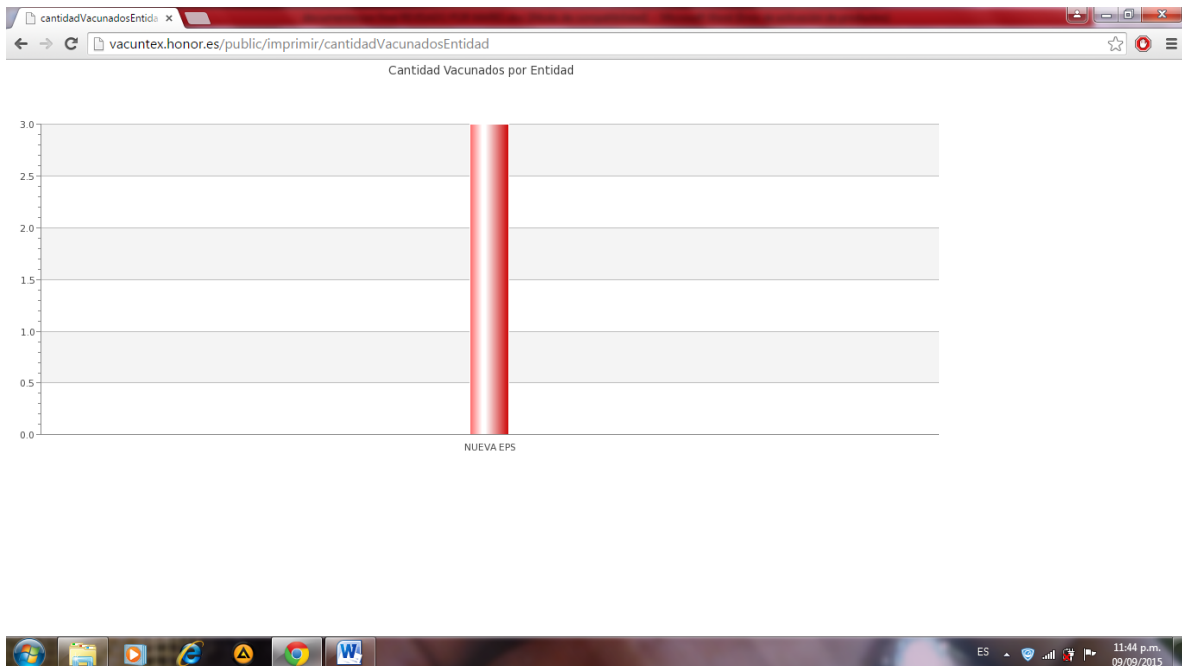 cantidadVacunadosEntida
vacuntex.honor.es/public/imprimir/cantidadVacunadosEntidad
Cantidad Vacunados por Entidad
3.0
2.5
2.0
1.5
1.0
0.5
0.0
NUEVA EPS
ES
11:44 p.m.
09/09/2015